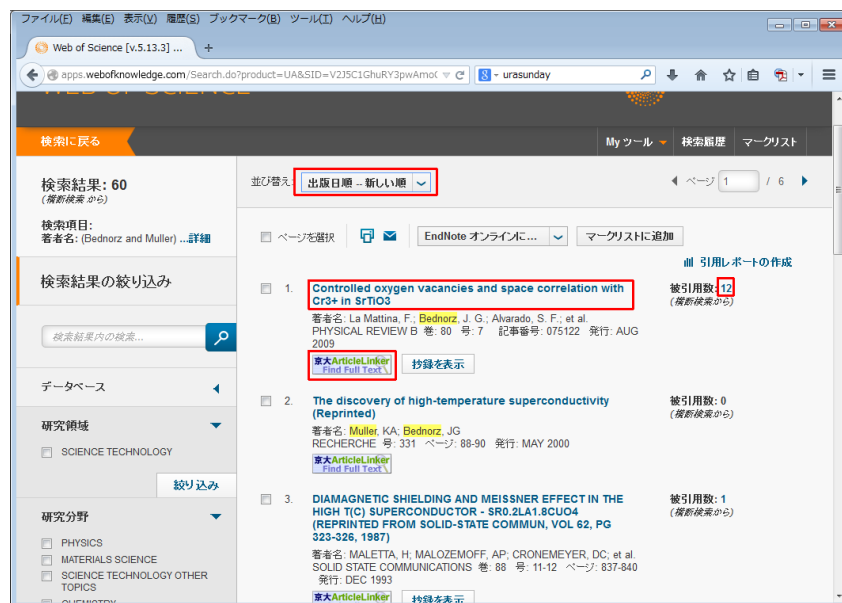 ファイル(F) 編集(E) 表示(V) 履歴(S) ブックマーク(B) ツール(T) ヘルプ(H)
Web of Science [v.5.13.3] ... +
apps.webofknowledge.com/Search.do?product=UA&SID=V2J5C1GhuRY3pwAmo
urasunday
WEB OF SCIENCE
検索に戻る
My ツール
検索履歴
マークリスト
検索結果: 60
(横断検索 から)
検索項目:
著者名: (Bednorz and Muller) ...詳細
検索結果の絞り込み
検索結果内の検索...
データベース
研究領域
SCIENCE TECHNOLOGY
絞り込み
研究分野
PHYSICS
MATERIALS SCIENCE
SCIENCE TECHNOLOGY OTHER
TOPICS
CHEMISTRY
並び替え: 出版日順 -- 新しい順
ページ 1 / 6
ページを選択
EndNote オンラインに...
マークリストに追加
引用レポートの作成
1. Controlled oxygen vacancies and space correlation with
Cr3+ in SrTiO3
著者名: La Mattina, F.; Bednorz, J. G.; Alvarado, S. F.; et al.
PHYSICAL REVIEW B 巻: 80 号: 7 記事番号: 075122 発行: AUG
2009
京大ArticleLinker
Find Full Text
抄録を表示
被引用数: 12
(横断検索から)
2. The discovery of high-temperature superconductivity
(Reprinted)
著者名: Muller, KA; Bednorz, JG
RECHERCHE 号: 331 ページ: 88-90 発行: MAY 2000
京大ArticleLinker
Find Full Text
被引用数: 0
(横断検索から)
3. DIAMAGNETIC SHIELDING AND MEISSNER EFFECT IN THE
HIGH T(C) SUPERCONDUCTOR - SR0.2LA1.8CUO4
(REPRINTED FROM SOLID-STATE COMMUN, VOL 62, PG
323-326, 1987)
著者名: MALETTA, H; MALOZEMOFF, AP; CRONEMEYER, DC; et al.
SOLID STATE COMMUNICATIONS 巻: 88 号: 11-12 ページ: 837-840
発行: DEC 1993
京大ArticleLinker
抄録を表示
被引用数: 1
(横断検索から)